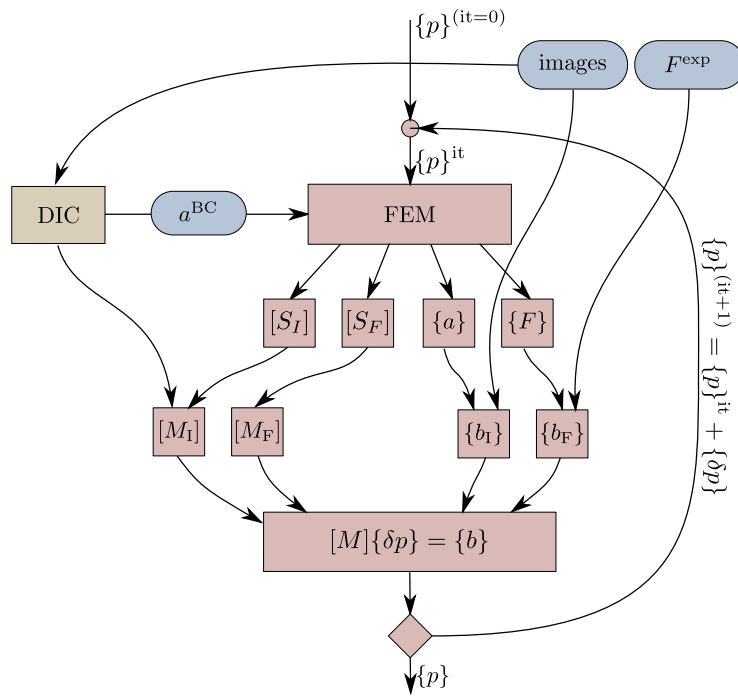 {p}^(it=0)
images
F^exp
{p}^it
DIC
a^BC
FEM
[S_I]
[S_F]
{a}
{F}
{p}^(it+1) = {p}^it + {δp}
[M_I]
[M_F]
{b_I}
{b_F}
[M]{δp} = {b}
{p}